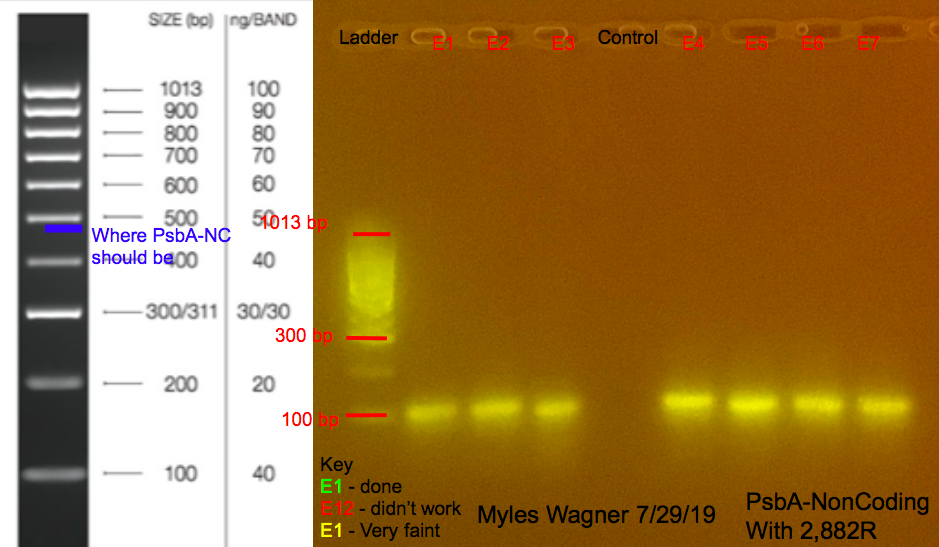 SIZE (bp) ng/BAND
1013 100
900 90
800 80
700 70
600 60
500 50
Where PsbA-NC
should be
400 40
300/311 30/30
200 20
100 40
Ladder E1 E2 E3 Control E4 E5 E6 E7
1013 bp
300 bp
100 bp
Key
E1 - done
E12 - didn't work
E1 - Very faint
Myles Wagner 7/29/19
PsbA-NonCoding
With 2,882R